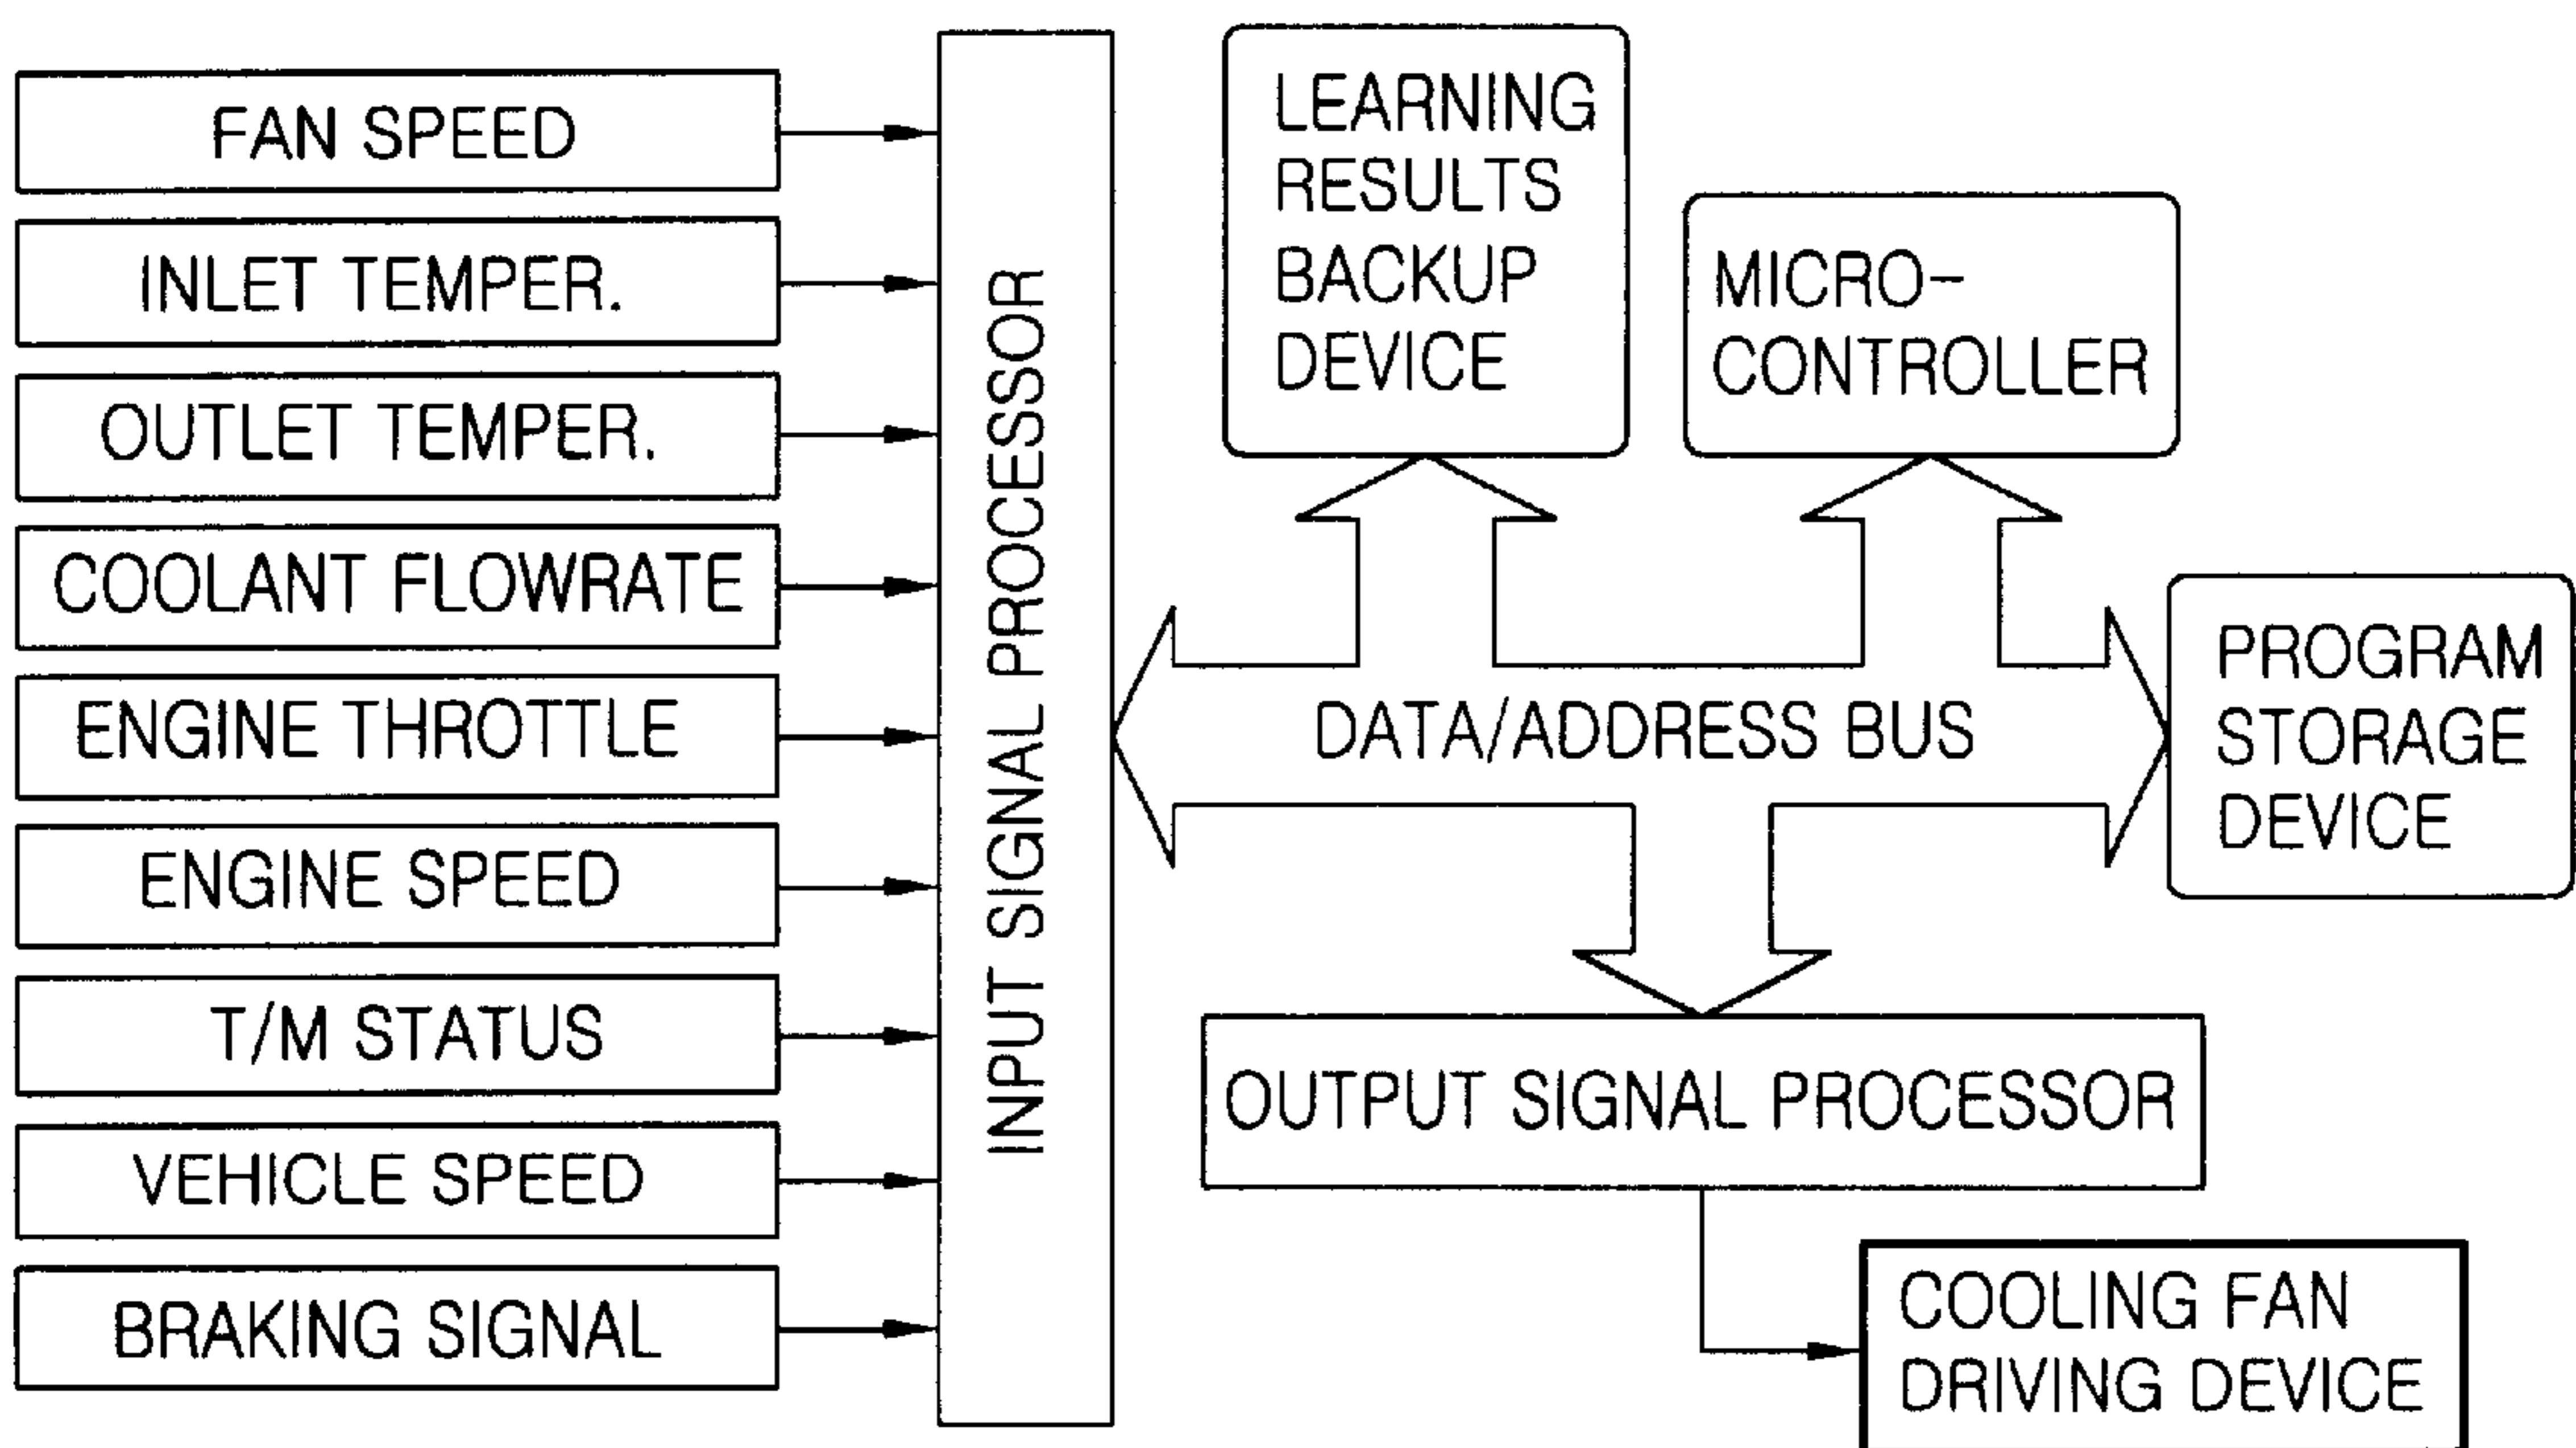 FAN SPEED
INLET TEMPER.
OUTLET TEMPER.
COOLANT FLOWRATE
ENGINE THROTTLE
ENGINE SPEED
T/M STATUS
VEHICLE SPEED
BRAKING SIGNAL
INPUT SIGNAL PROCESSOR
LEARNING
RESULTS
BACKUP
DEVICE
MICRO-
CONTROLLER
DATA/ADDRESS BUS
PROGRAM
STORAGE
DEVICE
OUTPUT SIGNAL PROCESSOR
COOLING FAN
DRIVING DEVICE